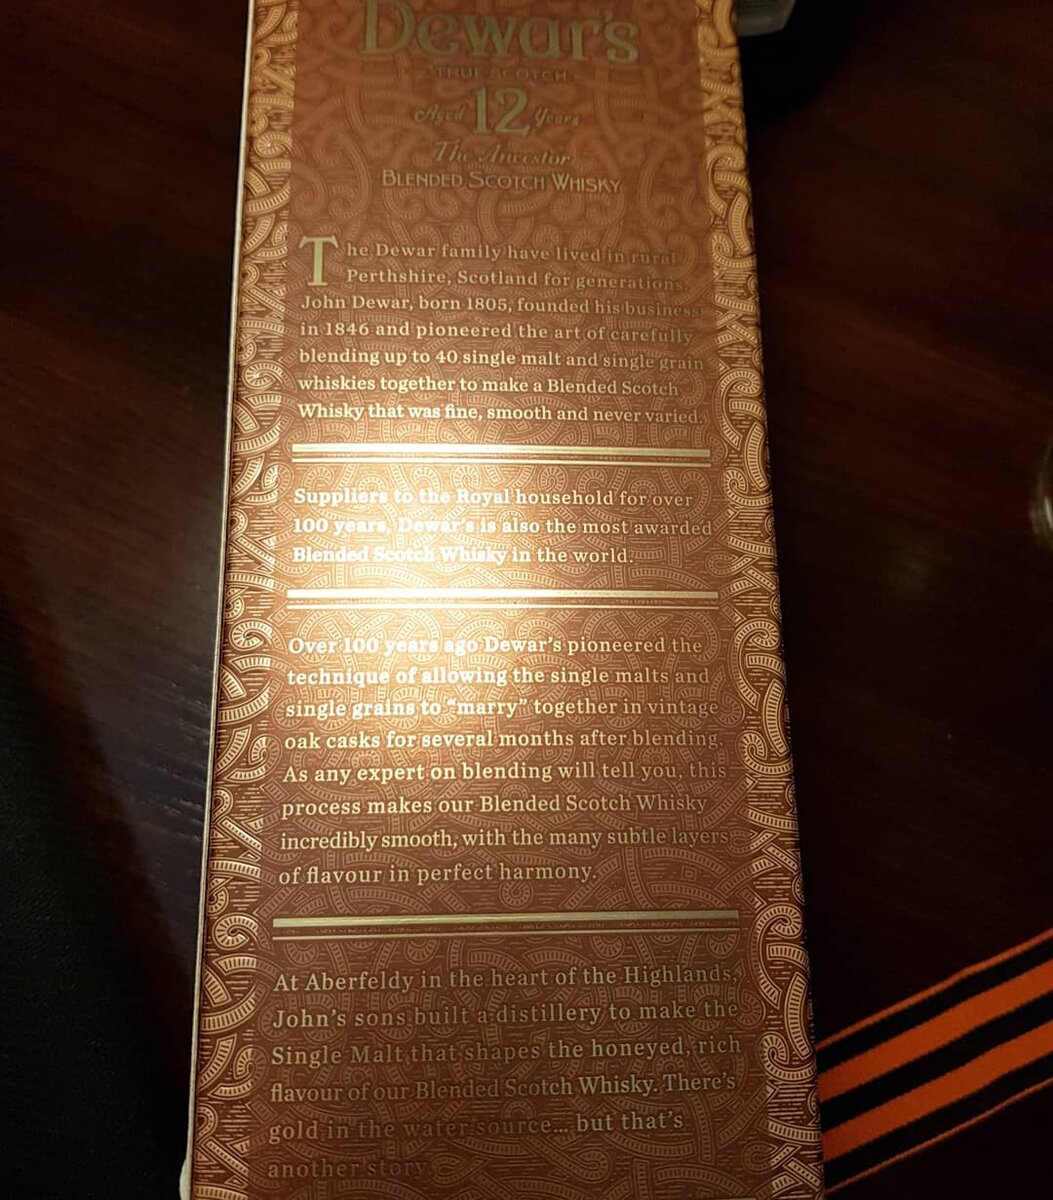 Dewar's
TRUE SCOTCH
Aged 12 Years
The Ancestor
BLENDED SCOTCH WHISKY
The Dewar family have lived in rural
Perthshire, Scotland for generations.
John Dewar, born 1805, founded his business
in 1846 and pioneered the art of carefully
blending up to 40 single malt and single grain
whiskies together to make a Blended Scotch
Whisky that was fine, smooth and never varied.
Suppliers to the Royal household for over
100 years, Dewar's is also the most awarded
Blended Scotch Whisky in the world.
Over 100 years ago Dewar's pioneered the
technique of allowing the single malts and
single grains to “marry” together in vintage
oak casks for several months after blending.
As any expert on blending will tell you, this
process makes our Blended Scotch Whisky
incredibly smooth, with the many subtle layers
of flavour in perfect harmony.
At Aberfeldy in the heart of the Highlands,
John's sons built a distillery to make the
Single Malt that shapes the honeyed, rich
flavour of our Blended Scotch Whisky. There's
gold in the water source... but that's
another story.